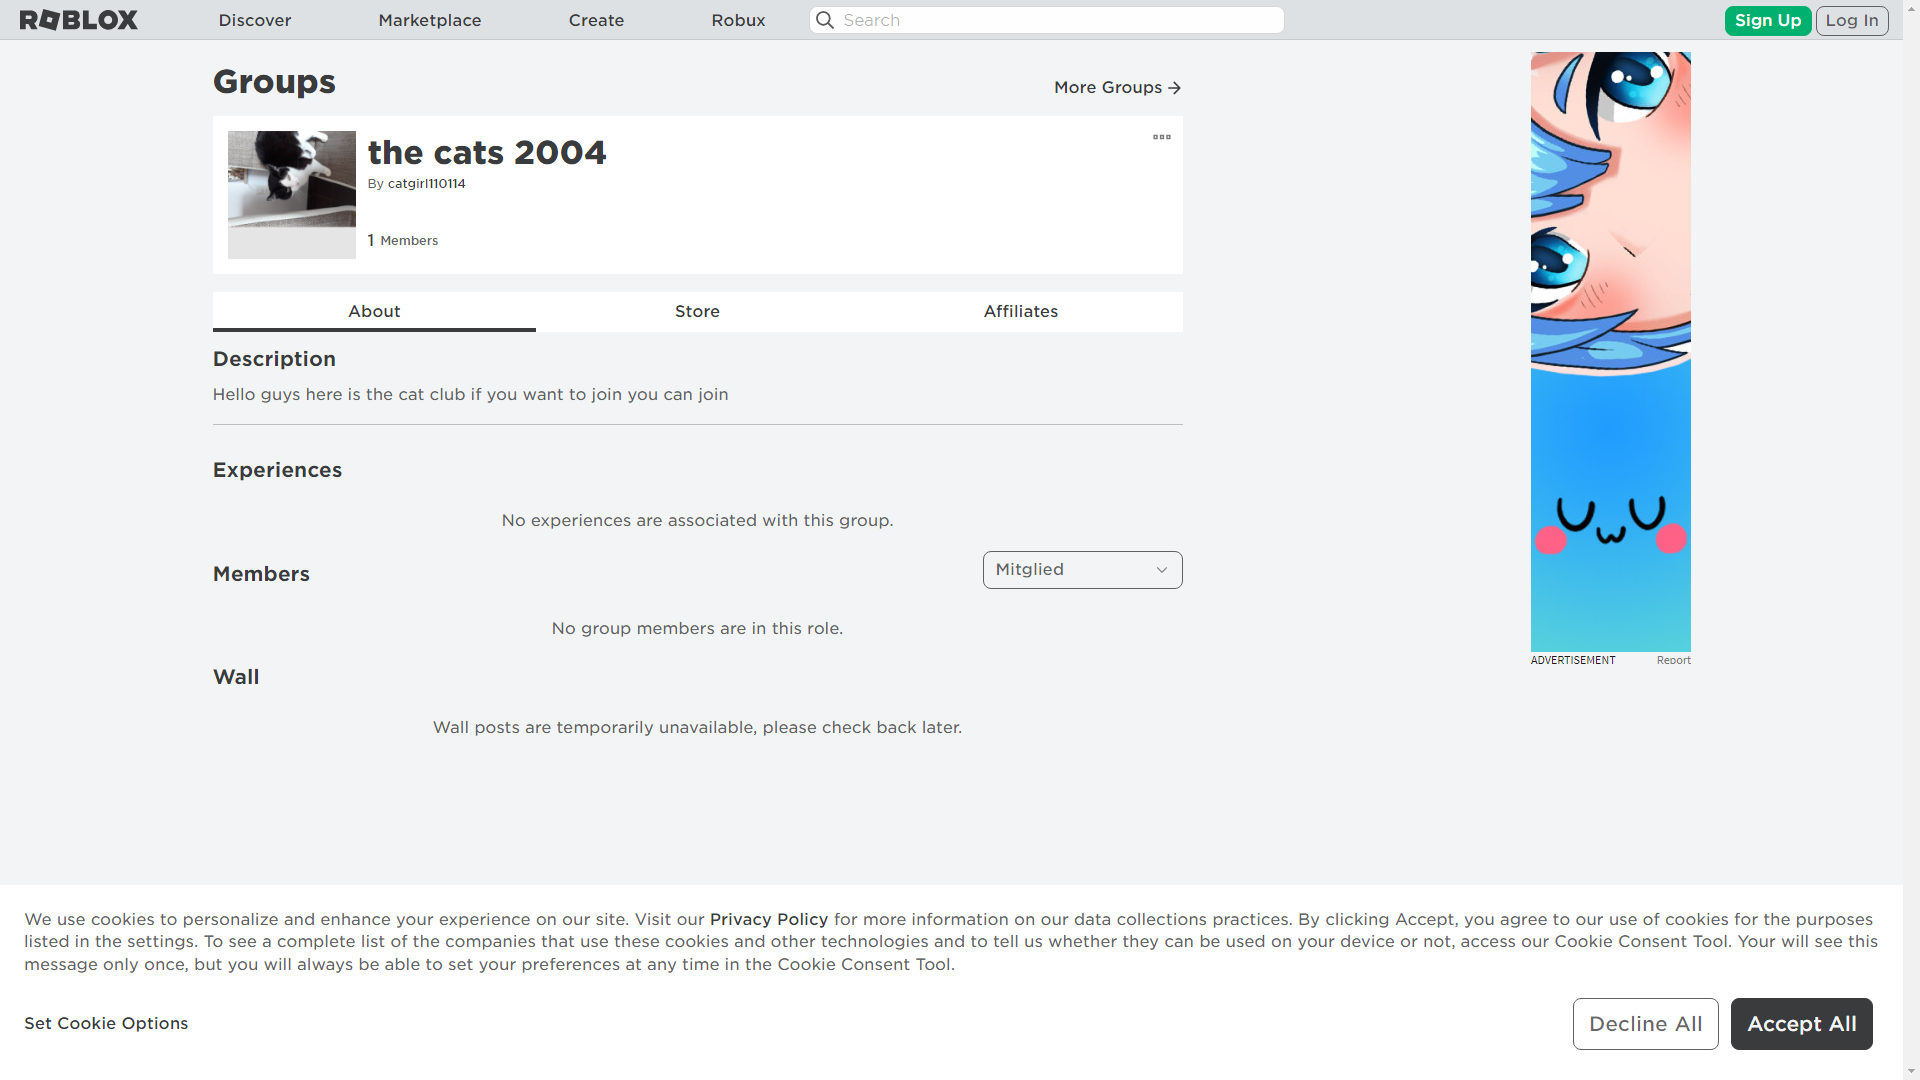 ROBLOX Discover Marketplace Create Robux Search Sign Up Log In
Groups
More Groups
the cats 2004
By catgirl110114
1 Members
About Store Affiliates
Description
Hello guys here is the cat club if you want to join you can join
Experiences
No experiences are associated with this group.
Members
Mitglied
No group members are in this role.
Wall
Wall posts are temporarily unavailable, please check back later.
ADVERTISEMENT Report
We use cookies to personalize and enhance your experience on our site. Visit our Privacy Policy for more information on our data collections practices. By clicking Accept, you agree to our use of cookies for the purposes
listed in the settings. To see a complete list of the companies that use these cookies and other technologies and to tell us whether they can be used on your device or not, access our Cookie Consent Tool. Your will see this
message only once, but you will always be able to set your preferences at any time in the Cookie Consent Tool.
Set Cookie Options
Decline All
Accept All